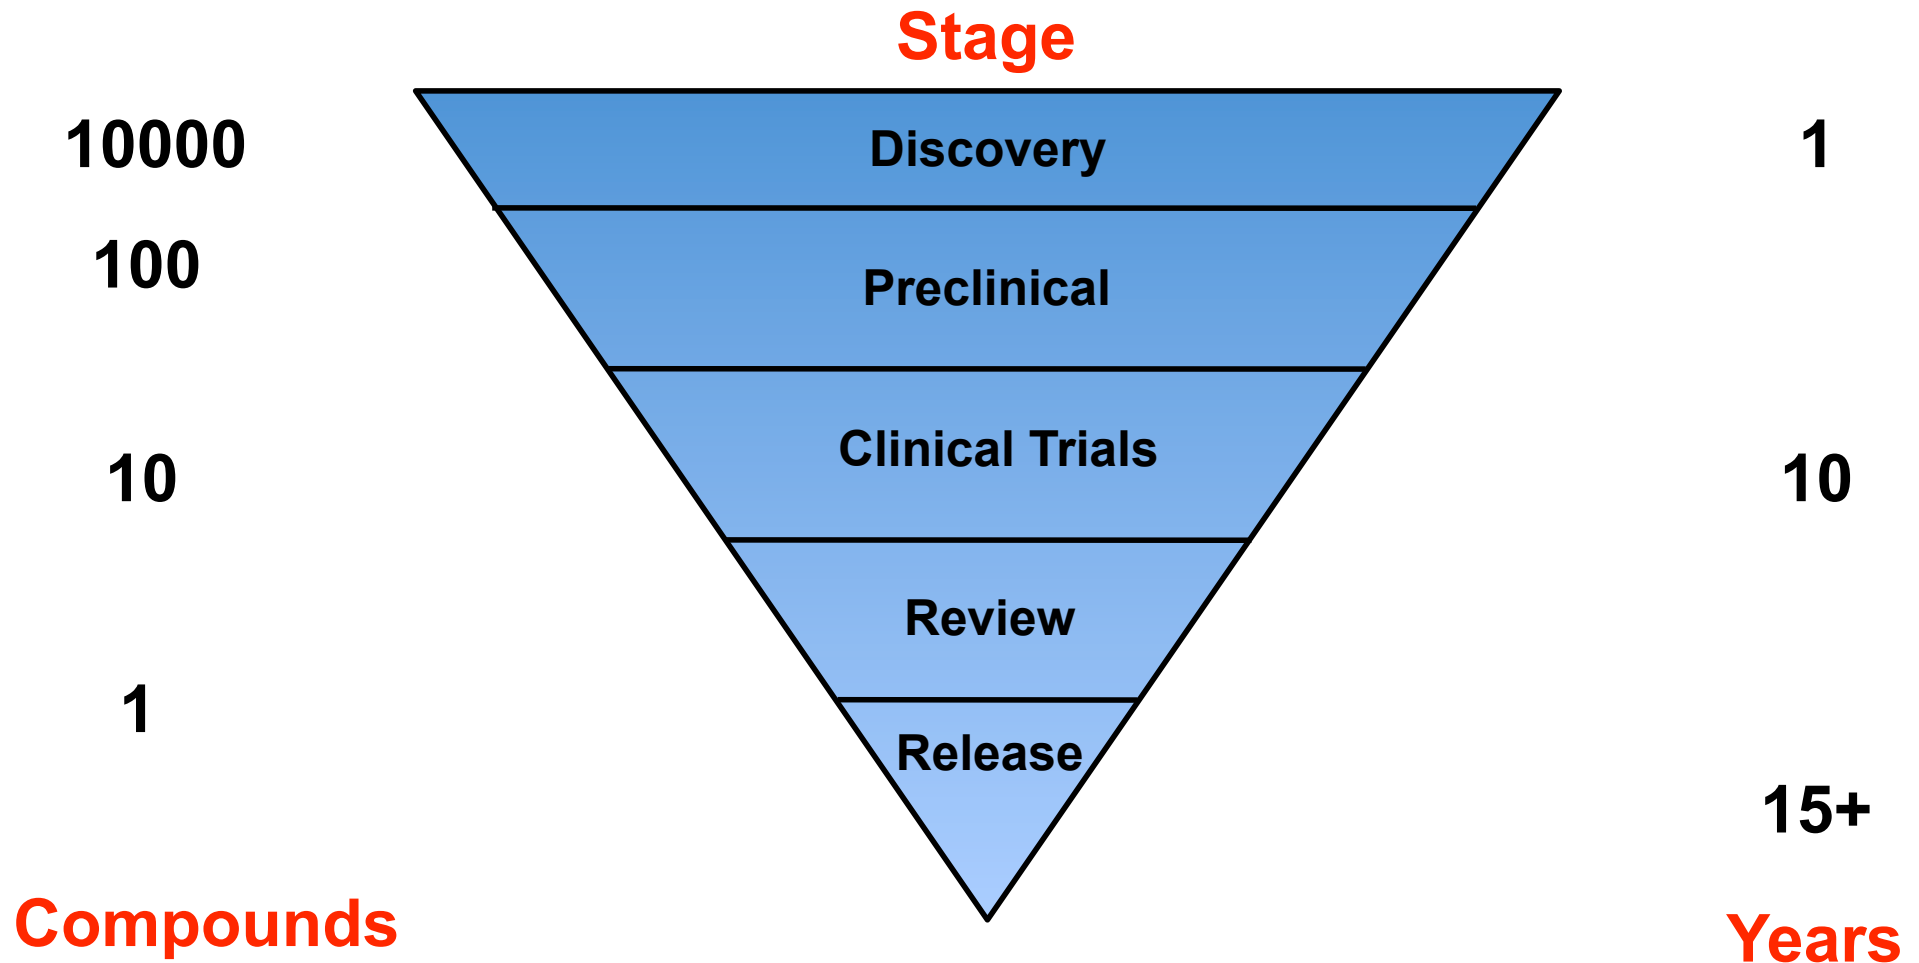 Stage
10000
Discovery
1
100
Preclinical
10
Clinical Trials
10
Review
1
Release
15+
Compounds
Years